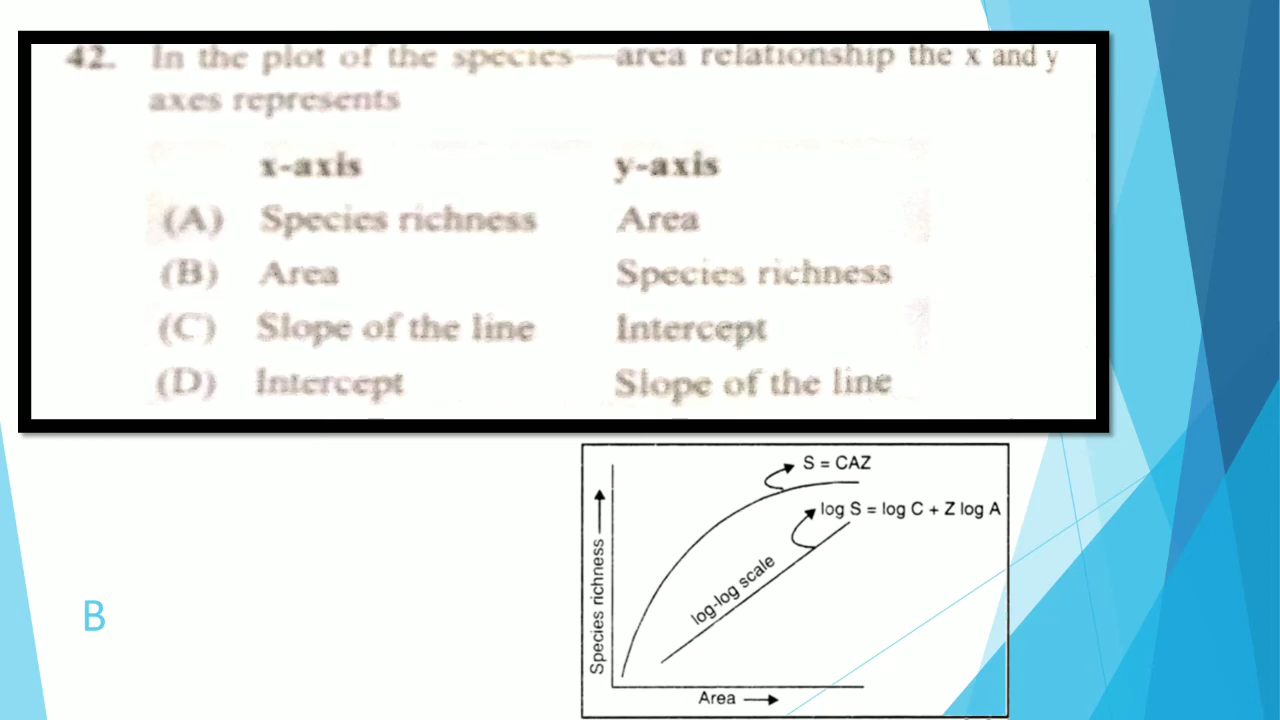 42. In the plot of the species—area relationship the x and y
axes represents
x-axis y-axis
(A) Species richness Area
(B) Area Species richness
(C) Slope of the line Intercept
(D) Intercept Slope of the line
S = CAZ
log S = log C + Z log A
log-log scale
Species richness
Area
B